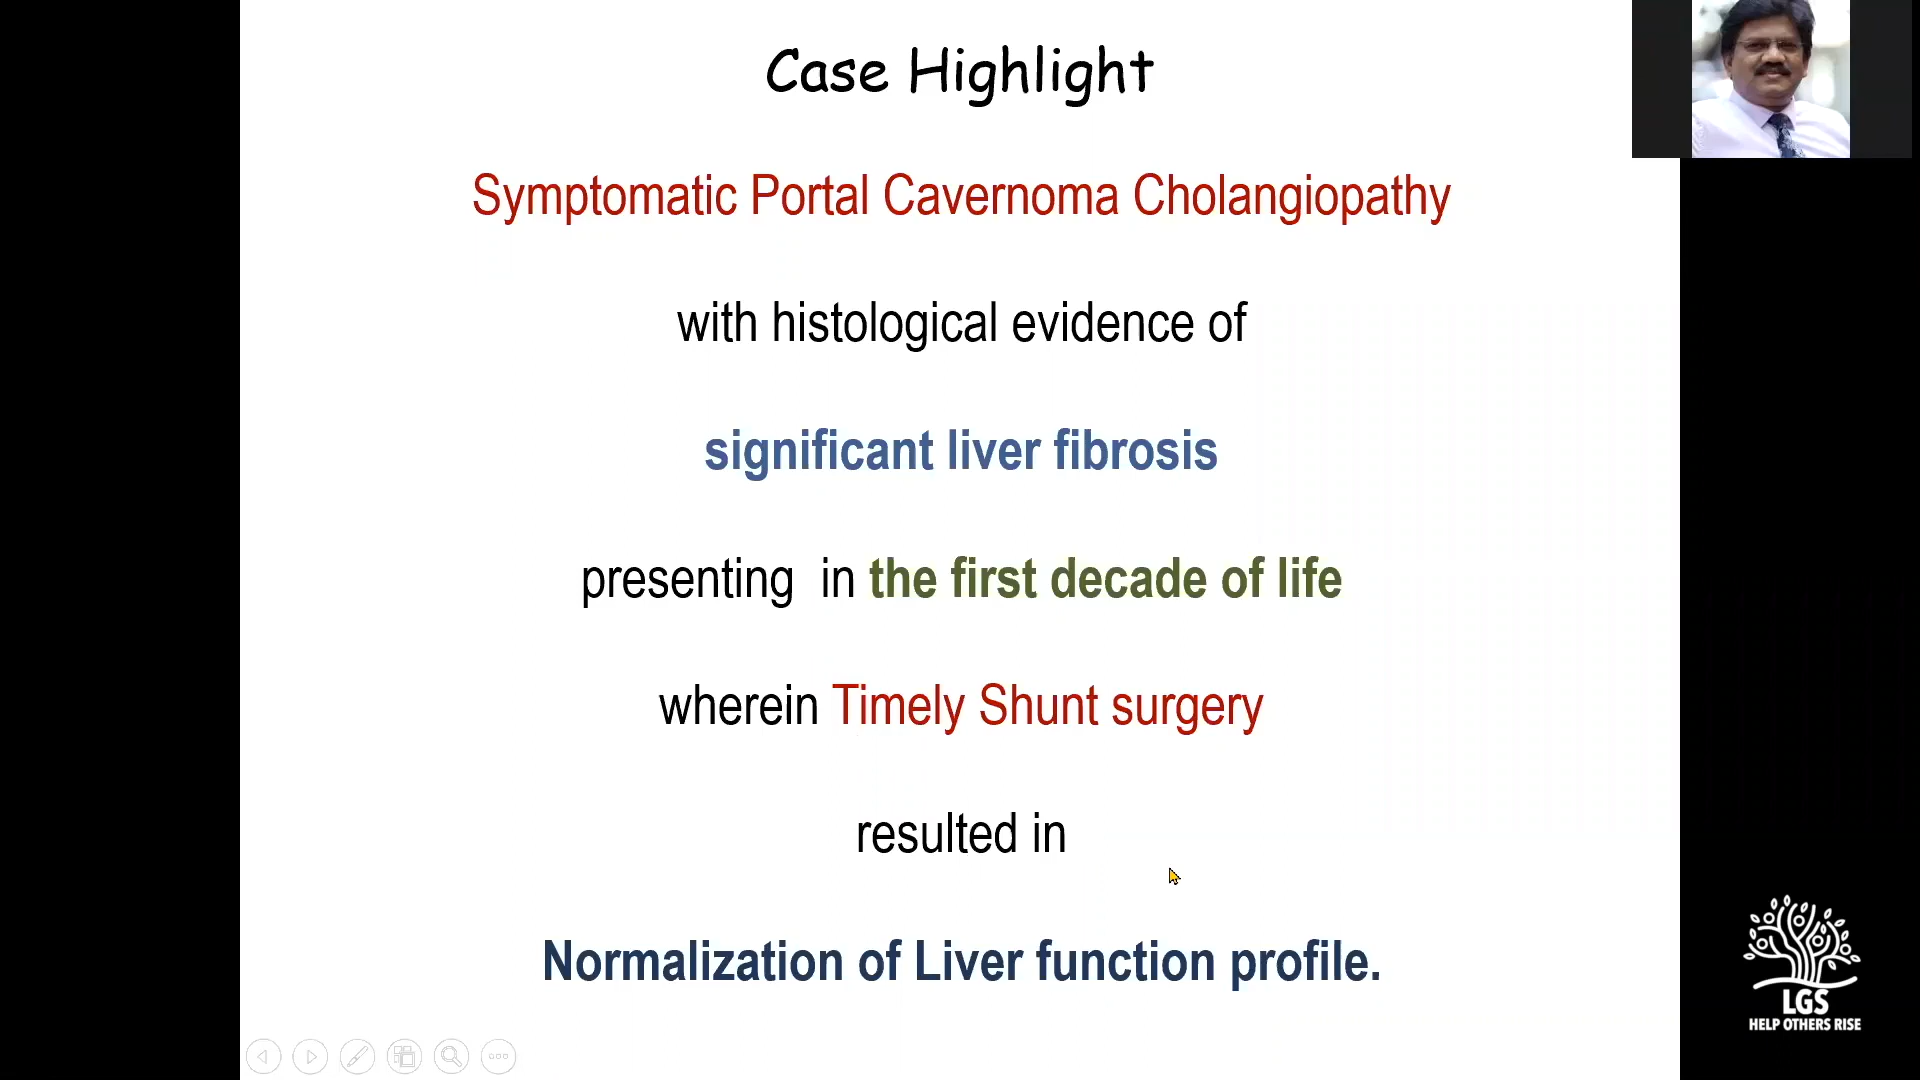 Case Highlight
Symptomatic Portal Cavernoma Cholangiopathy
with histological evidence of
significant liver fibrosis
presenting in the first decade of life
wherein Timely Shunt surgery
resulted in
Normalization of Liver function profile.
LGS
HELP OTHERS RISE